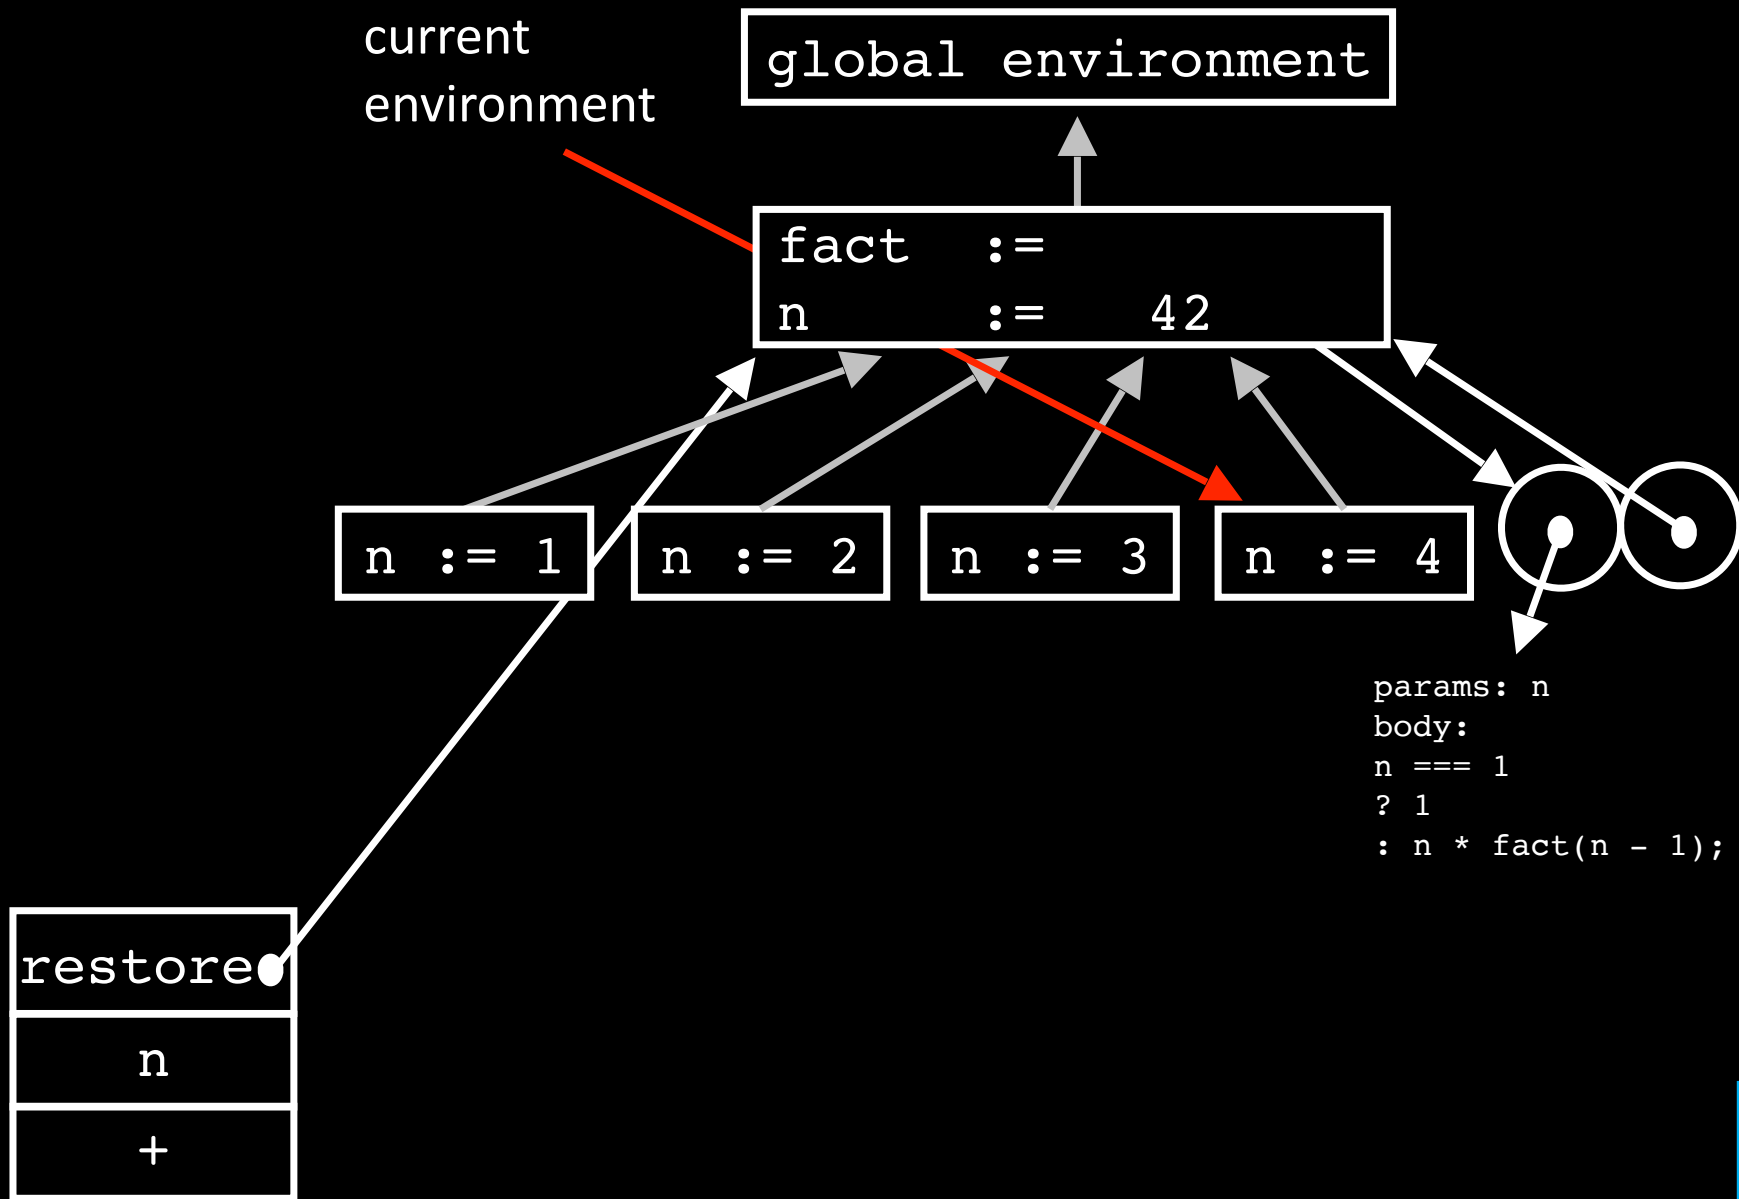 current
environment
global environment
fact := 
n := 42
n := 1
n := 2
n := 3
n := 4
params: n
body:
n === 1
? 1
: n * fact(n - 1);
restore
n
+